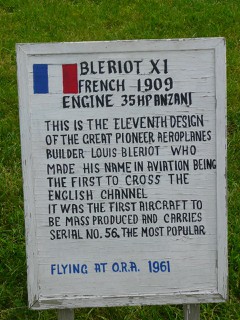 BLERIOT XI
FRENCH 1909
ENGINE 35HP ANZANI
THIS IS THE ELEVENTH DESIGN
OF THE GREAT PIONEER AEROPLANES
BUILDER LOUIS BLERIOT WHO
MADE HIS NAME IN AVIATION BEING
THE FIRST TO CROSS THE
ENGLISH CHANNEL
IT WAS THE FIRST AIRCRAFT TO
BE MASS PRODUCED AND CARRIES
SERIAL NO. 56. THE MOST POPULAR
FLYING AT O.R.A. 1961